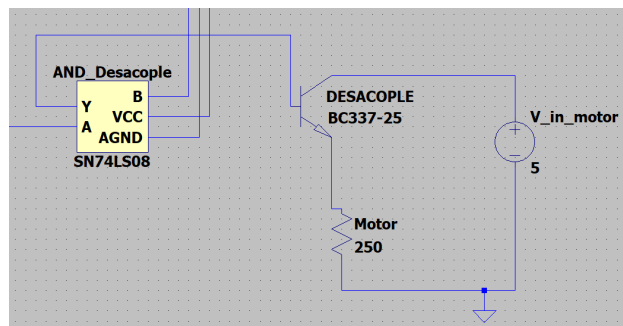 AND_Desacople
B
Y
VCC
A
AGND
SN74LS08
DESACOPLE
BC337-25
V_in_motor
5
Motor
250